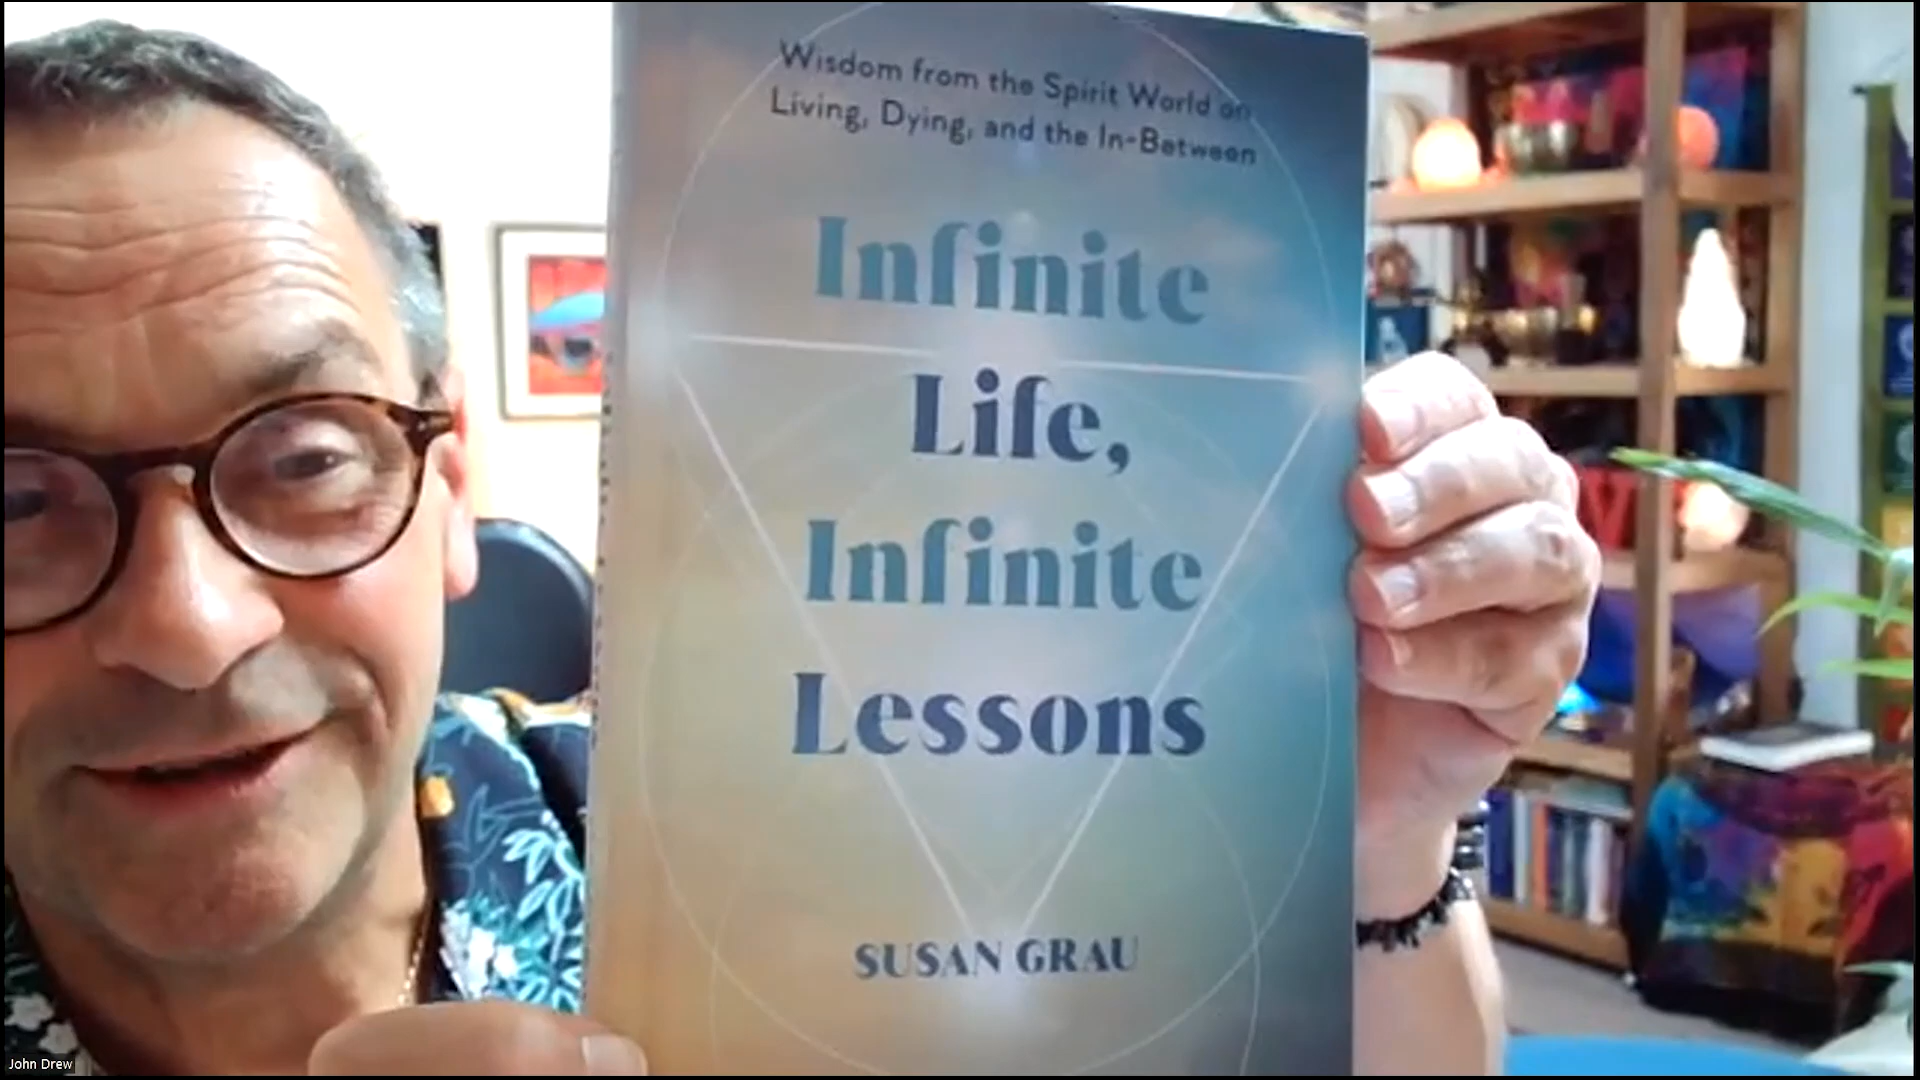 Wisdom from the Spirit World on
Living, Dying, and the In-Between
Infinite
Life,
Infinite
Lessons
SUSAN GRAU
John Drew